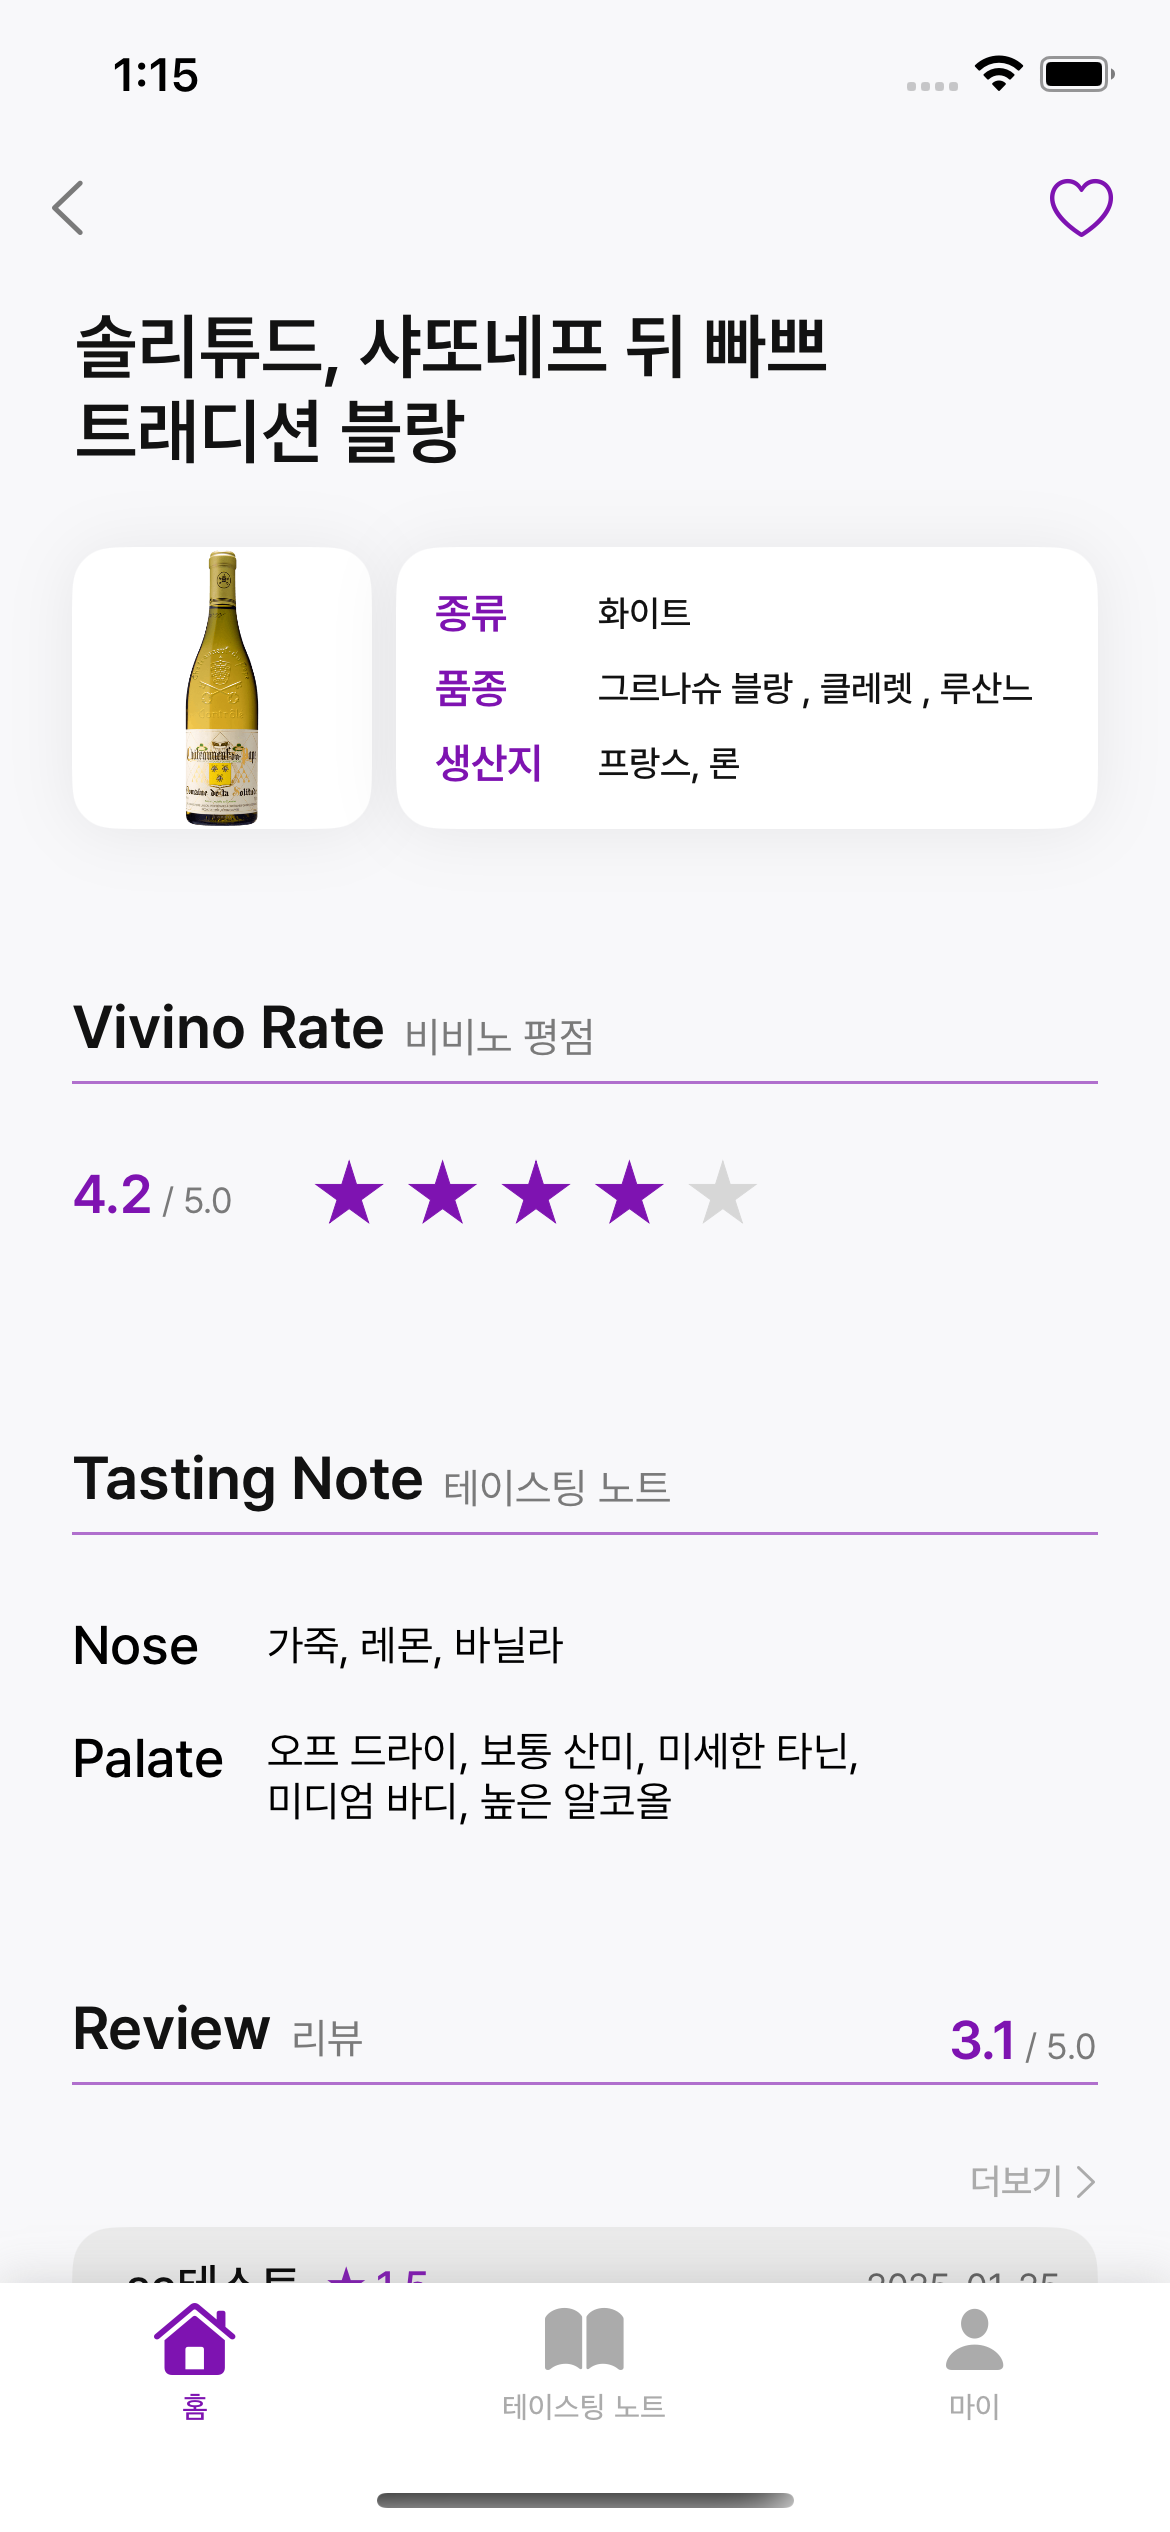 1:15
솔리튜드, 샤또네프 뒤 빠쁘
트래디션 블랑
종류 화이트
품종 그르나슈 블랑 , 클레렛 , 루산느
생산지 프랑스, 론
Vivino Rate 비비노 평점
4.2 / 5.0
Tasting Note 테이스팅 노트
Nose 가죽, 레몬, 바닐라
Palate 오프 드라이, 보통 산미, 미세한 타닌,
미디엄 바디, 높은 알코올
Review 리뷰 3.1 / 5.0
더보기
홈 테이스팅 노트 마이